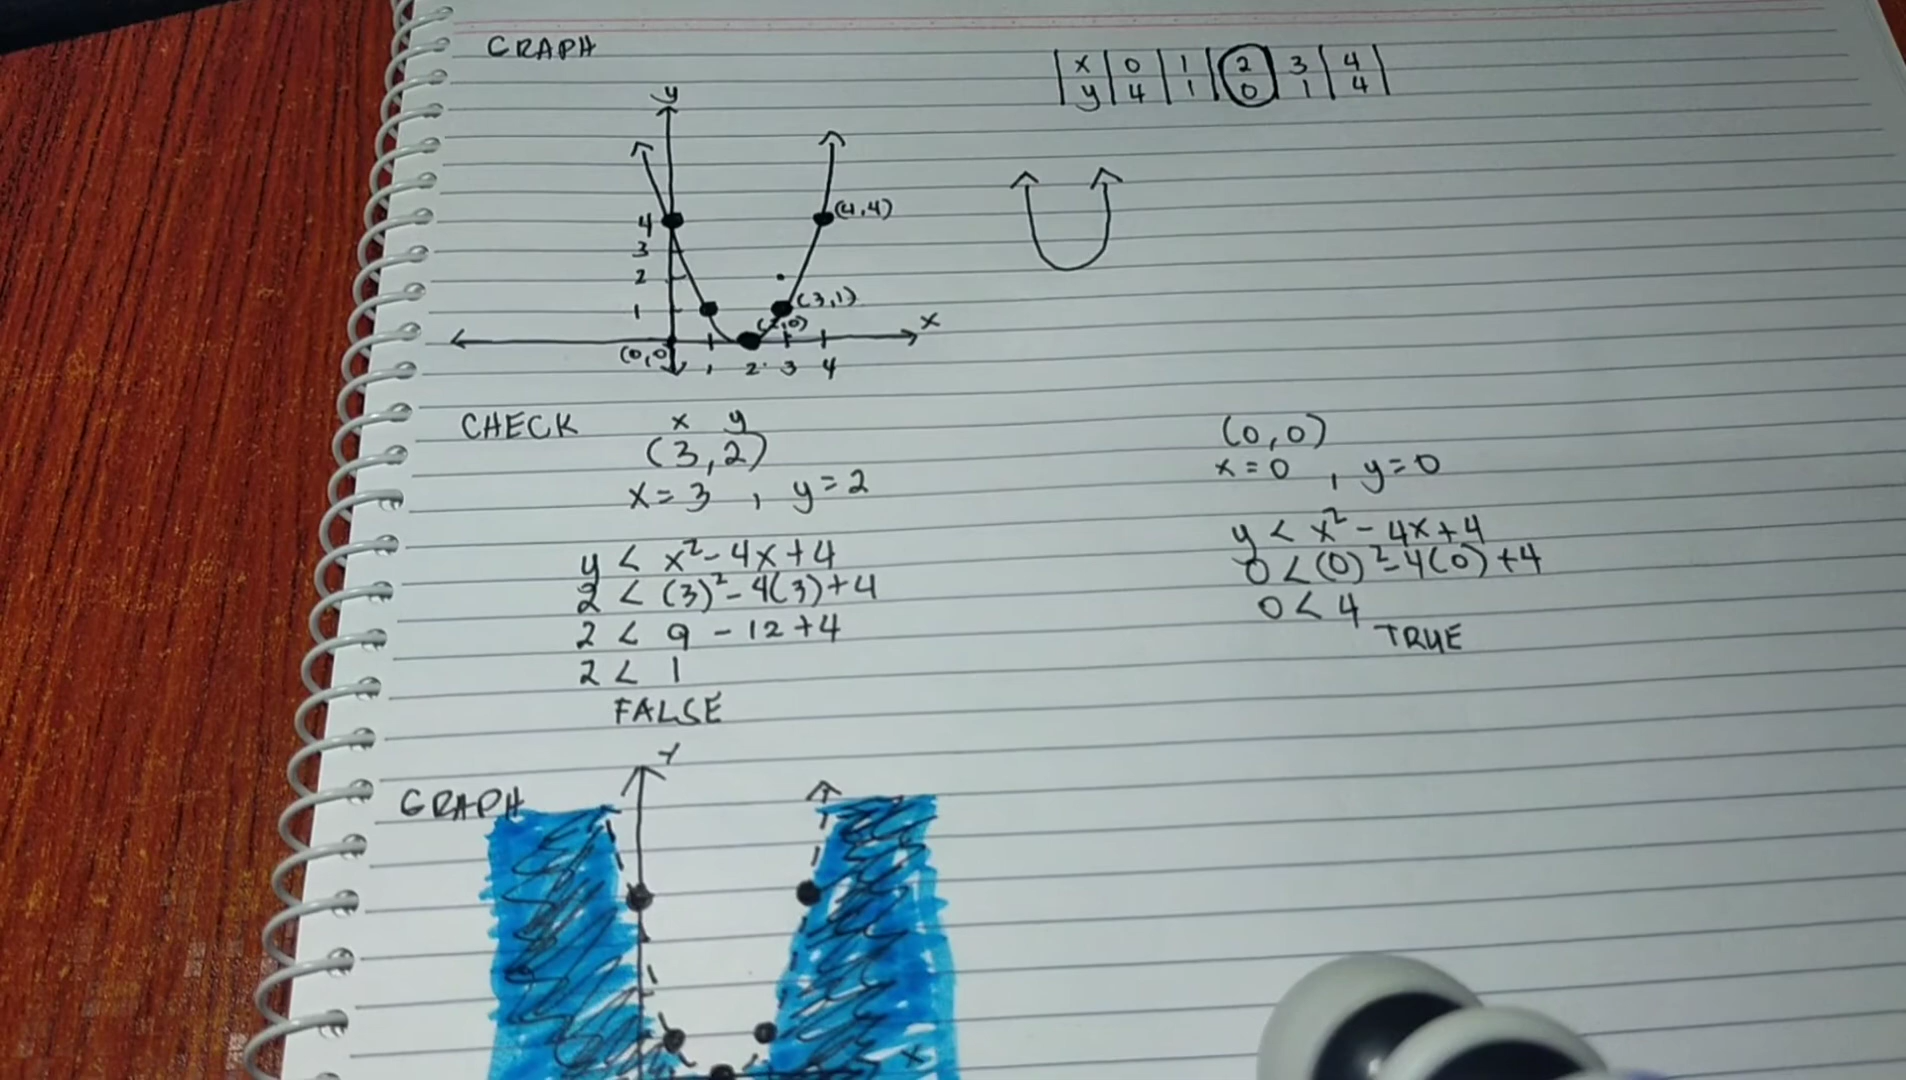 GRAPH
x 0 1 2 3 4
y 4 1 0 1 4
y
4
(4,4)
3
2
1
(3,1)
(2,0)
x
(0,0)
1 2 3 4
CHECK
x y
(3,2)
x=3 , y=2
y < x²-4x+4
2 < (3)²-4(3)+4
2 < 9 - 12 +4
2 < 1
FALSE
(0,0)
x=0 , y=0
y < x²-4x+4
0 <(0)²-4(0)+4
0 < 4
TRUE
Y
GRAPH
x